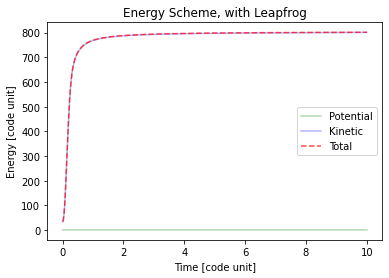 Energy Scheme, with Leapfrog
Energy [code unit]
800
700
600
500
400
300
200
100
0
Potential
Kinetic
Total
0 2 4 6 8 10
Time [code unit]